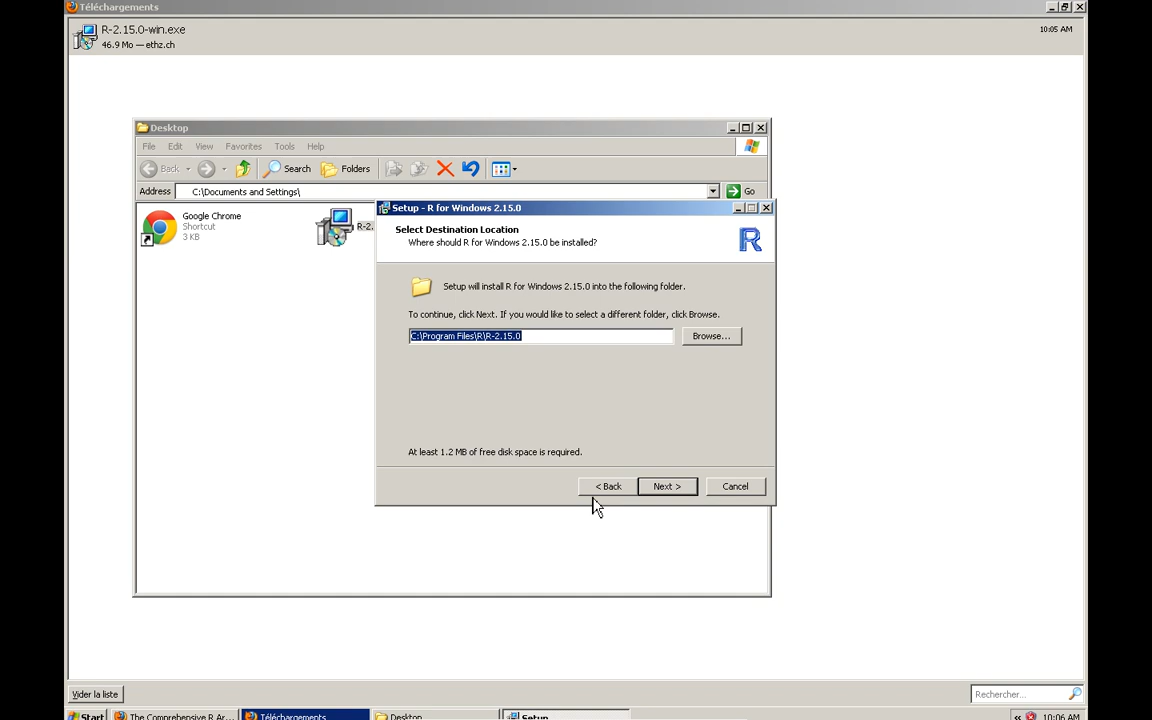 Téléchargements
R-2.15.0-win.exe
46.9 Mo — ethz.ch
10:05 AM
Desktop
File Edit View Favorites Tools Help
Back Search Folders
Address C:\Documents and Settings\ Go
Google Chrome
Shortcut
3 KB
R-2.
Setup - R for Windows 2.15.0
Select Destination Location
Where should R for Windows 2.15.0 be installed?
R
Setup will install R for Windows 2.15.0 into the following folder.
To continue, click Next. If you would like to select a different folder, click Browse.
C:\Program Files\R\R-2.15.0 Browse...
At least 1.2 MB of free disk space is required.
< Back Next > Cancel
Vider la liste Rechercher...
Start The Comprehensive R Ar... Téléchargements Desktop Setup « 10:06 AM